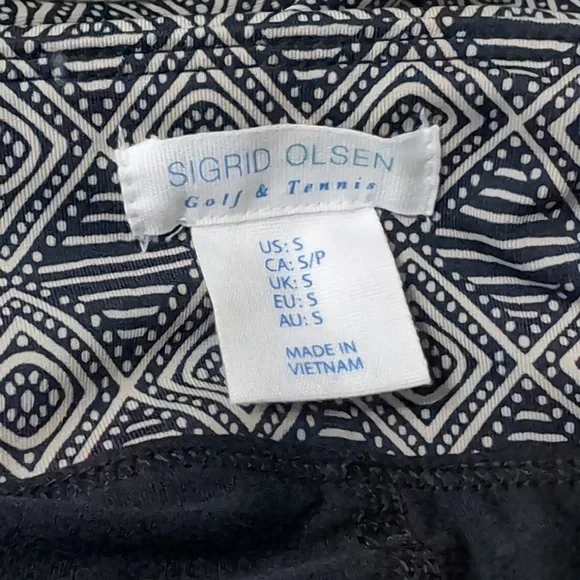 SIGRID OLSEN
Golf & Tennis
US: S
CA: S/P
UK: S
EU: S
AU: S
MADE IN
VIETNAM